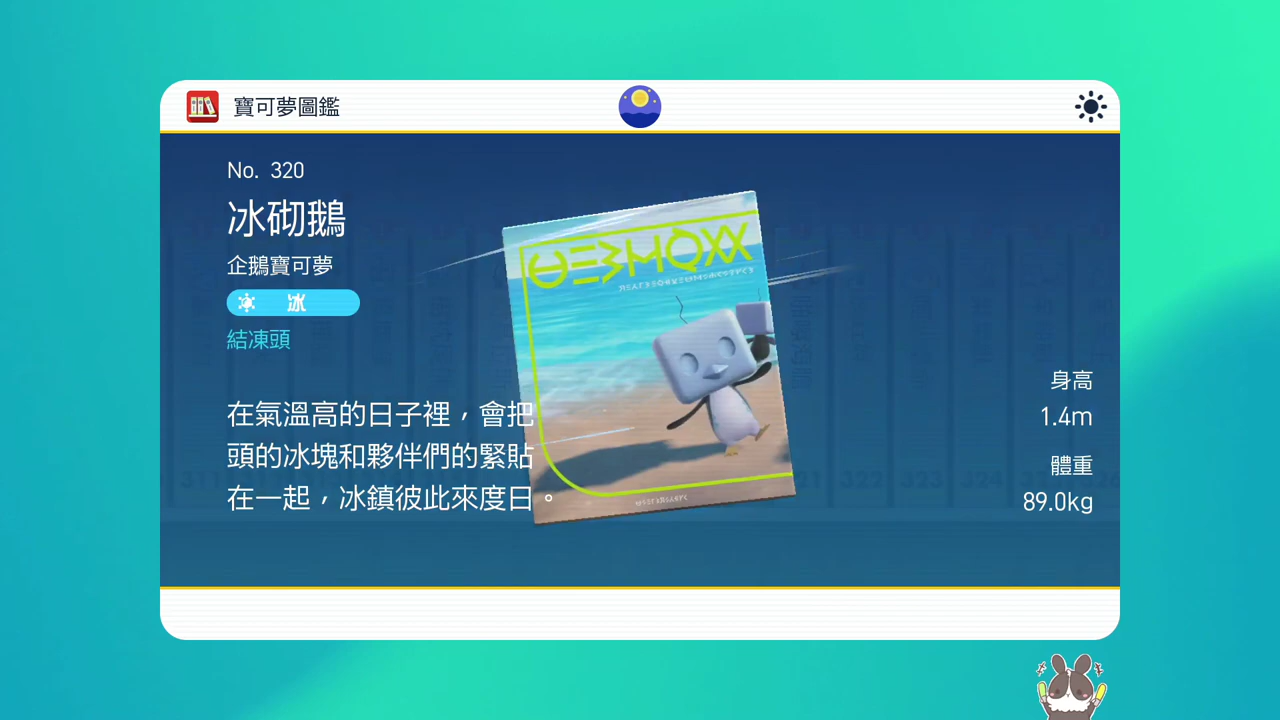 寶可夢圖鑑
No. 320
冰砌鵝
企鵝寶可夢
冰
結凍頭
在氣溫高的日子裡，會把
頭的冰塊和夥伴們的緊貼
在一起，冰鎮彼此來度日。
身高
1.4m
體重
89.0kg